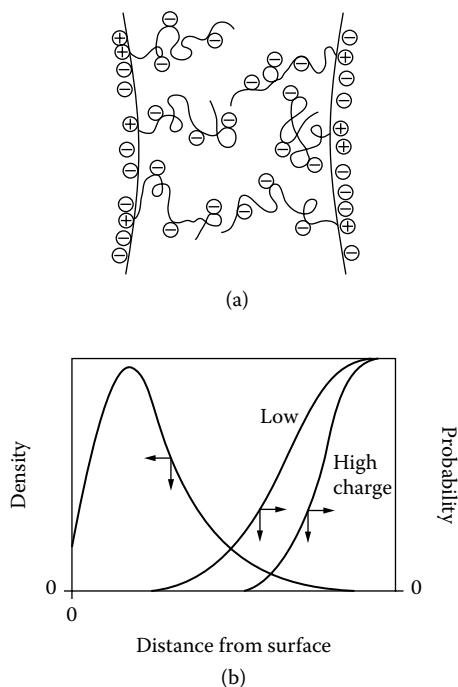 (a)
Low
High
charge
Density
Probability
0
0
0
Distance from surface
(b)